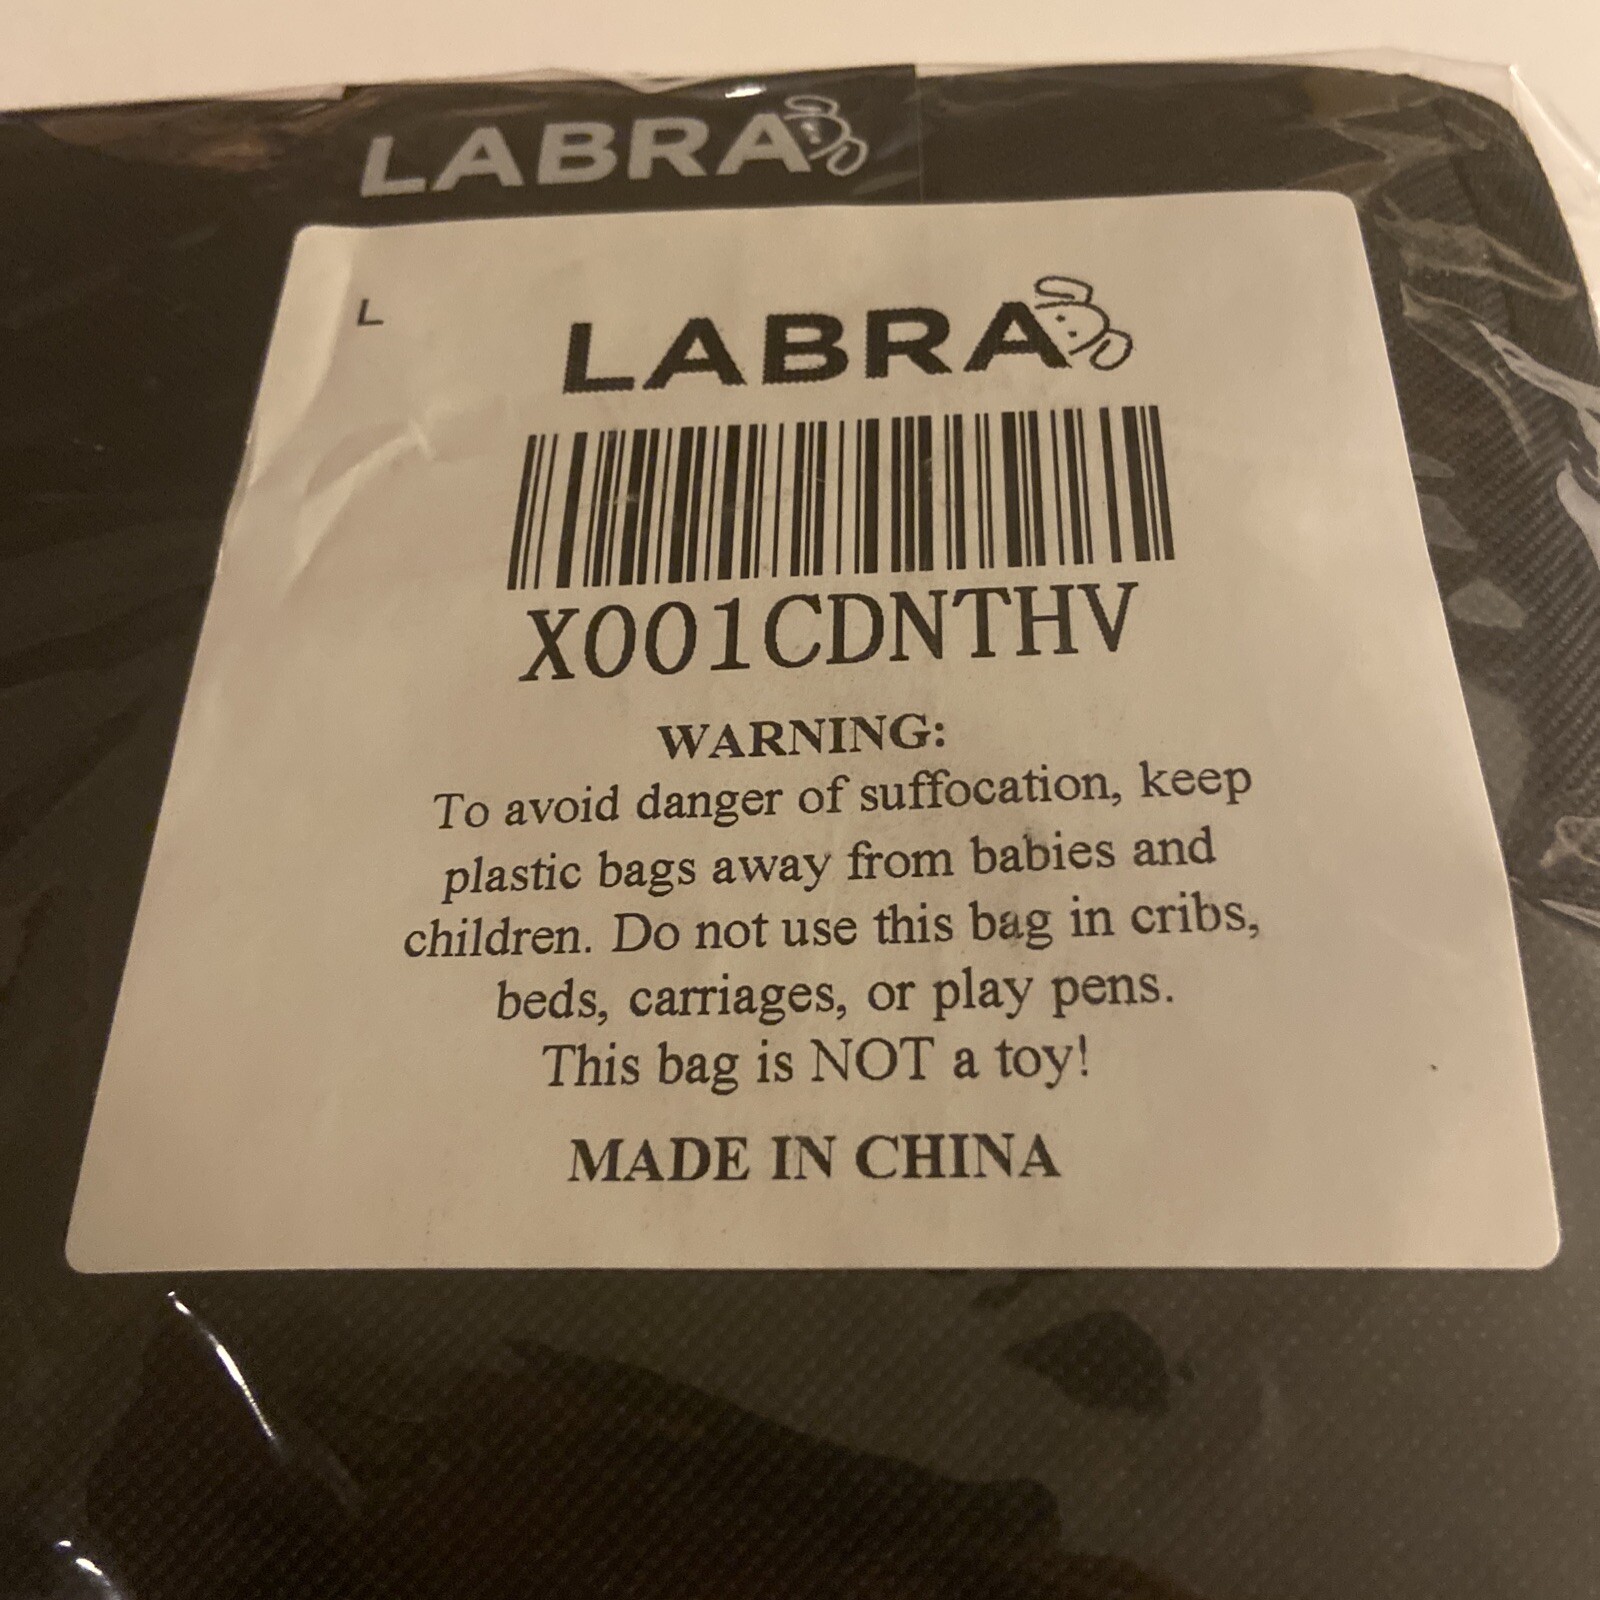 LABRA
L
LABRA
X001CDNTHV
WARNING:
To avoid danger of suffocation, keep
plastic bags away from babies and
children. Do not use this bag in cribs,
beds, carriages, or play pens.
This bag is NOT a toy!
MADE IN CHINA